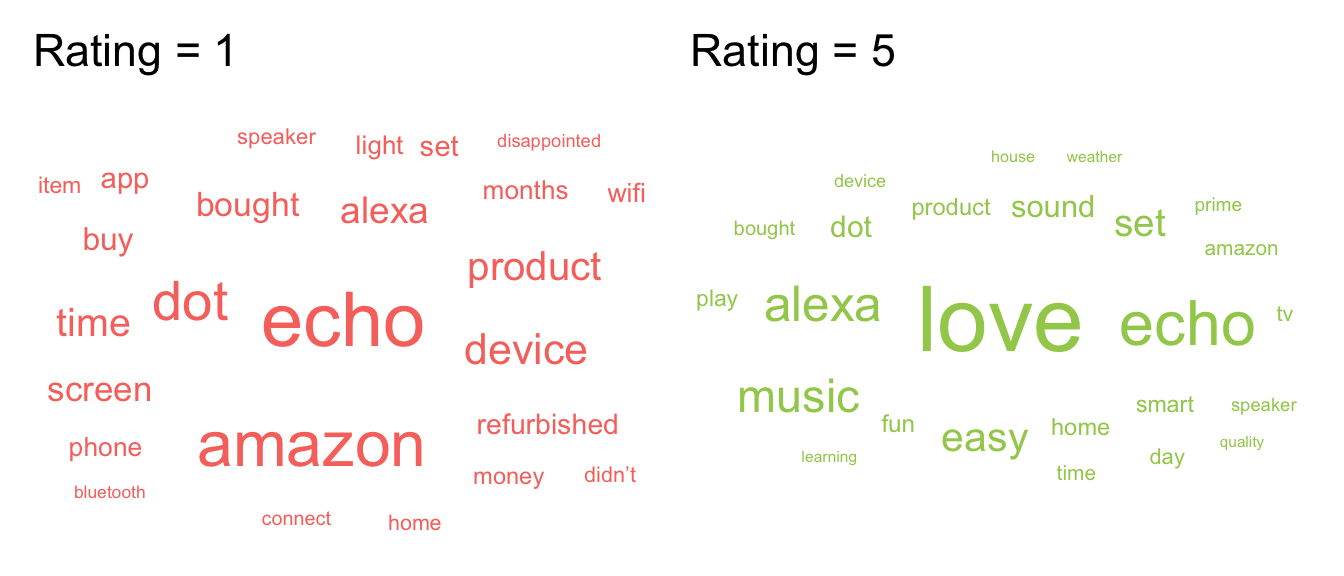 Rating = 1
speaker
light
set
disappointed
item
app
bought
alexa
months
wifi
buy
product
time
dot
echo
device
screen
refurbished
phone
amazon
money
didn’t
bluetooth
connect
home
Rating = 5
house
weather
device
bought
dot
product
sound
set
prime
amazon
play
alexa
love
echo
tv
music
fun
easy
home
smart
speaker
learning
time
day
quality